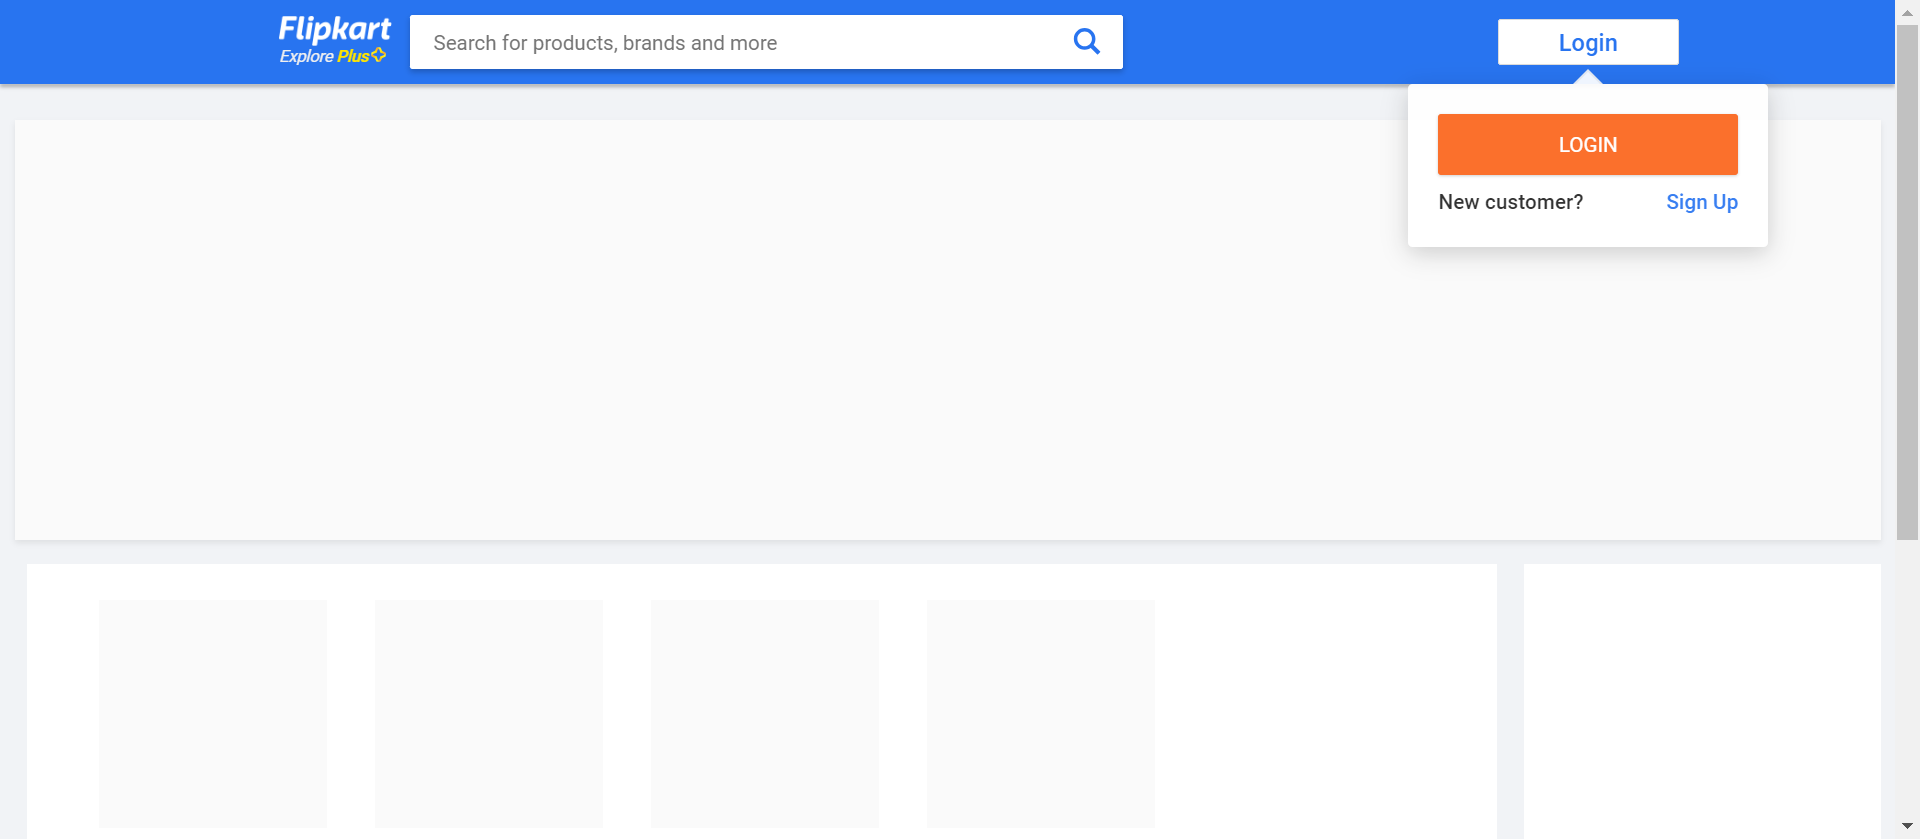 Flipkart
Explore Plus
Search for products, brands and more
Login
LOGIN
New customer? Sign Up